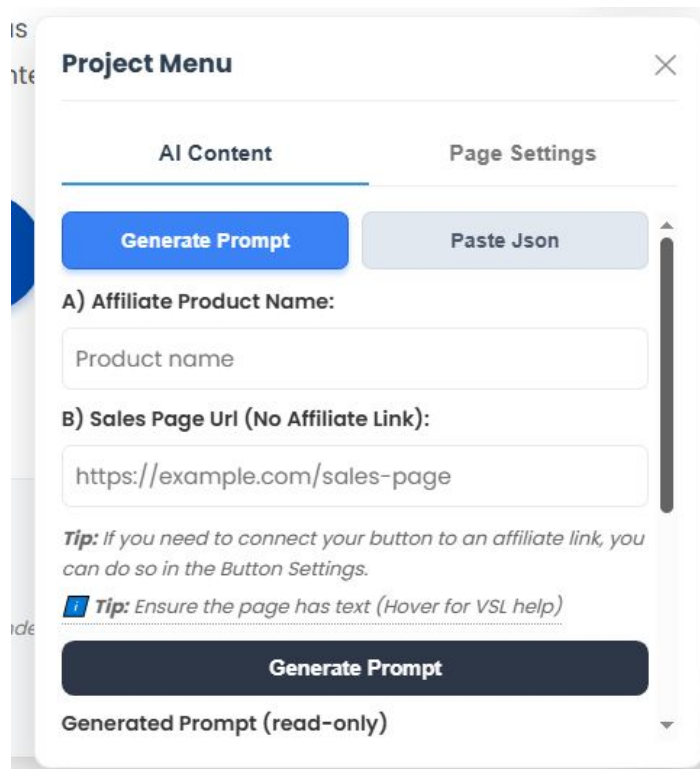 Project Menu
AI Content
Page Settings
Generate Prompt
Paste Json
A) Affiliate Product Name:
Product name
B) Sales Page Url (No Affiliate Link):
https://example.com/sales-page
Tip: If you need to connect your button to an affiliate link, you
can do so in the Button Settings.
i Tip: Ensure the page has text (Hover for VSL help)
Generate Prompt
Generated Prompt (read-only)